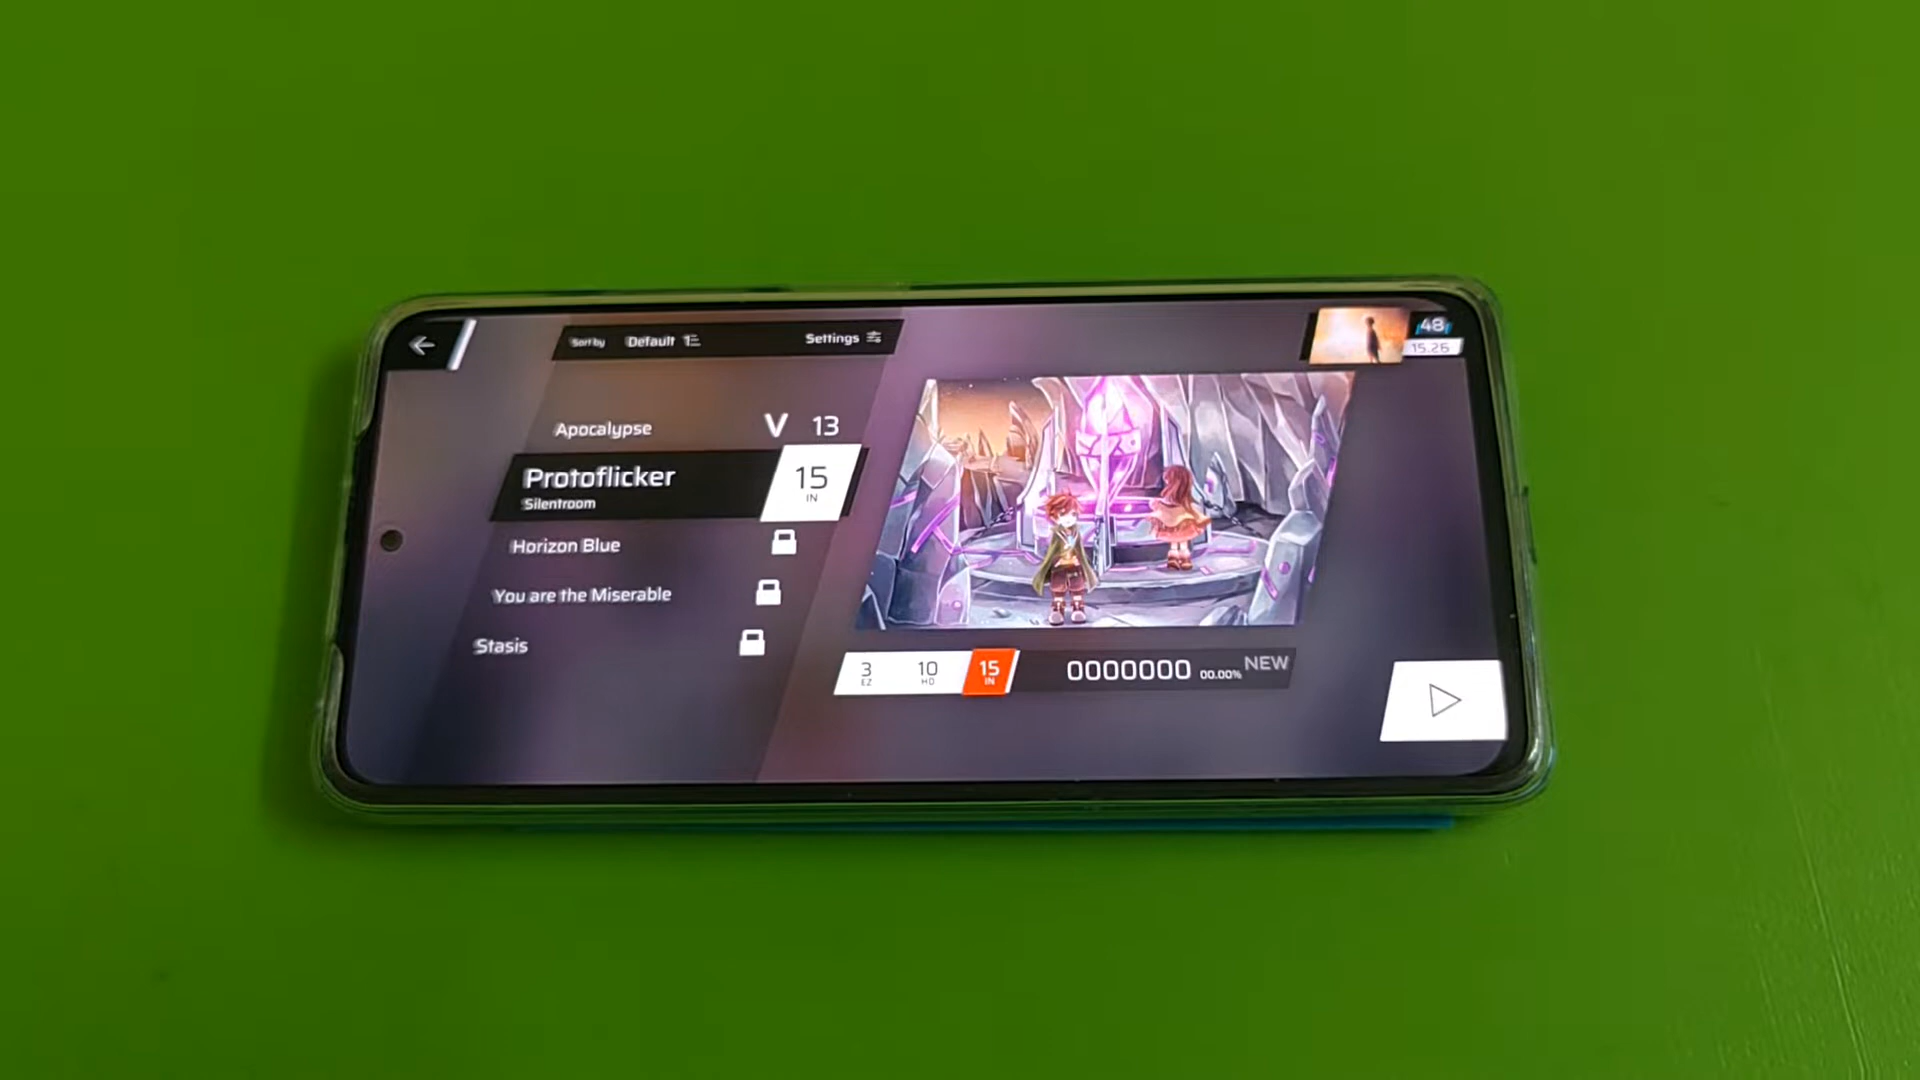 Sort by Default Settings
48
15.26
Apocalypse V 13
Protoflicker
Silentroom
15
IN
Horizon Blue
You are the Miserable
Stasis
3 10 15
EZ HD IN
0000000 00.00% NEW